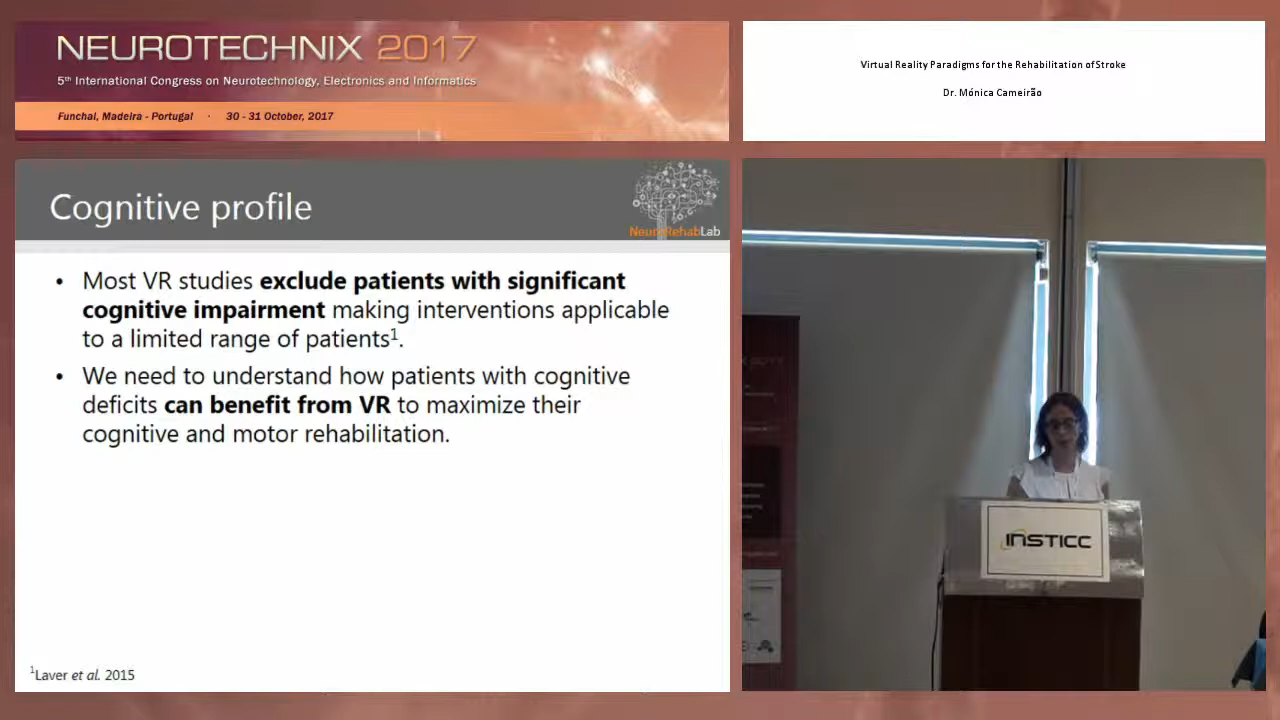 NEUROTECHNIX 2017
5th International Congress on Neurotechnology, Electronics and Informatics
Funchal, Madeira - Portugal · 30 - 31 October, 2017
Virtual Reality Paradigms for the Rehabilitation of Stroke
Dr. Mónica Cameirão
Cognitive profile
NeuroRehabLab
• Most VR studies exclude patients with significant
cognitive impairment making interventions applicable
to a limited range of patients¹.
• We need to understand how patients with cognitive
deficits can benefit from VR to maximize their
cognitive and motor rehabilitation.
¹Laver et al. 2015
INSTICC